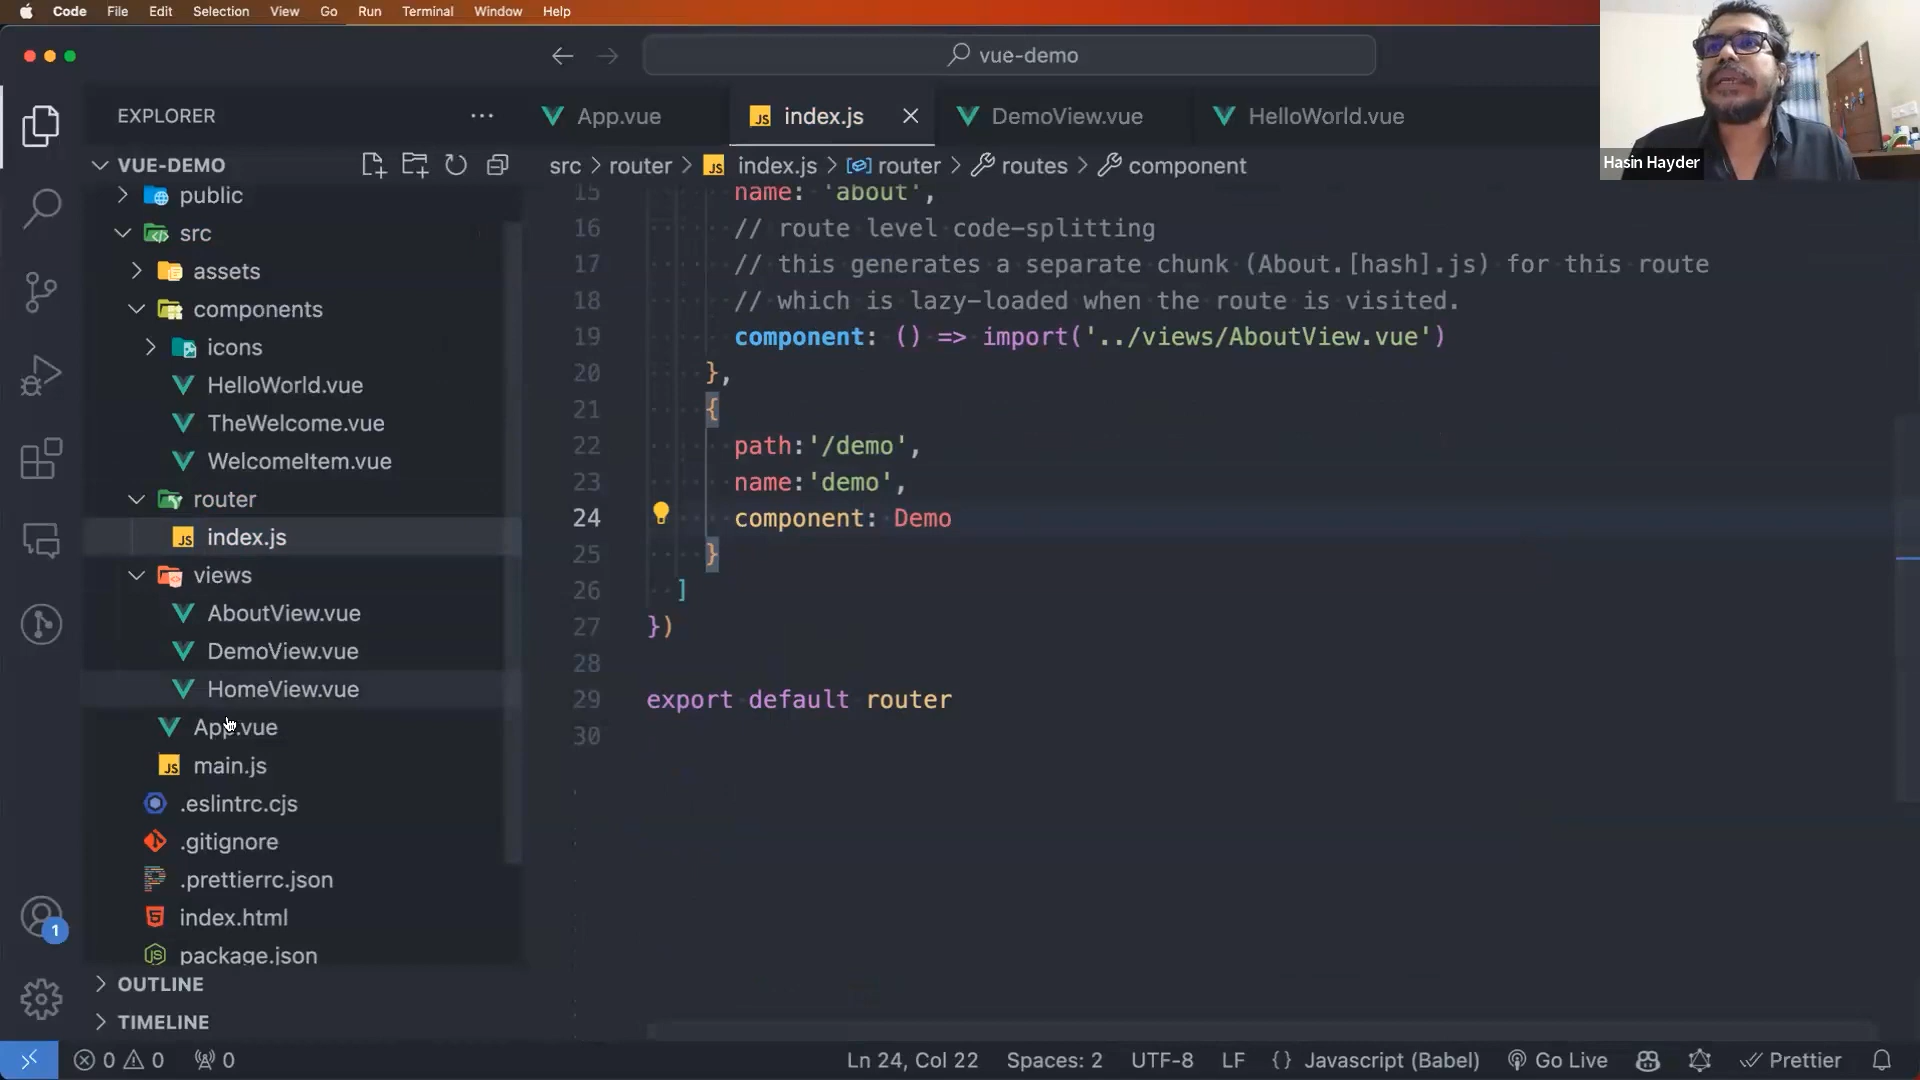 Code File Edit Selection View Go Run Terminal Window Help
vue-demo
Hasin Hayder
EXPLORER
App.vue index.js DemoView.vue HelloWorld.vue
VUE-DEMO
src > router > JS index.js > router > routes > component
public
src
assets
components
icons
HelloWorld.vue
TheWelcome.vue
WelcomeItem.vue
router
JS index.js
views
AboutView.vue
DemoView.vue
HomeView.vue
App.vue
JS main.js
.eslintrc.cjs
.gitignore
.prettierrc.json
index.html
package.json
OUTLINE
TIMELINE
15 name: 'about',
16 // route level code-splitting
17 // this generates a separate chunk (About.[hash].js) for this route
18 // which is lazy-loaded when the route is visited.
19 component: () => import('../views/AboutView.vue')
20 },
21 {
22 path:'/demo',
23 name:'demo',
24 component: Demo
25 }
26 ]
27 })
28
29 export default router
30
1
0 0 0
Ln 24, Col 22 Spaces: 2 UTF-8 LF {} Javascript (Babel) Go Live Prettier